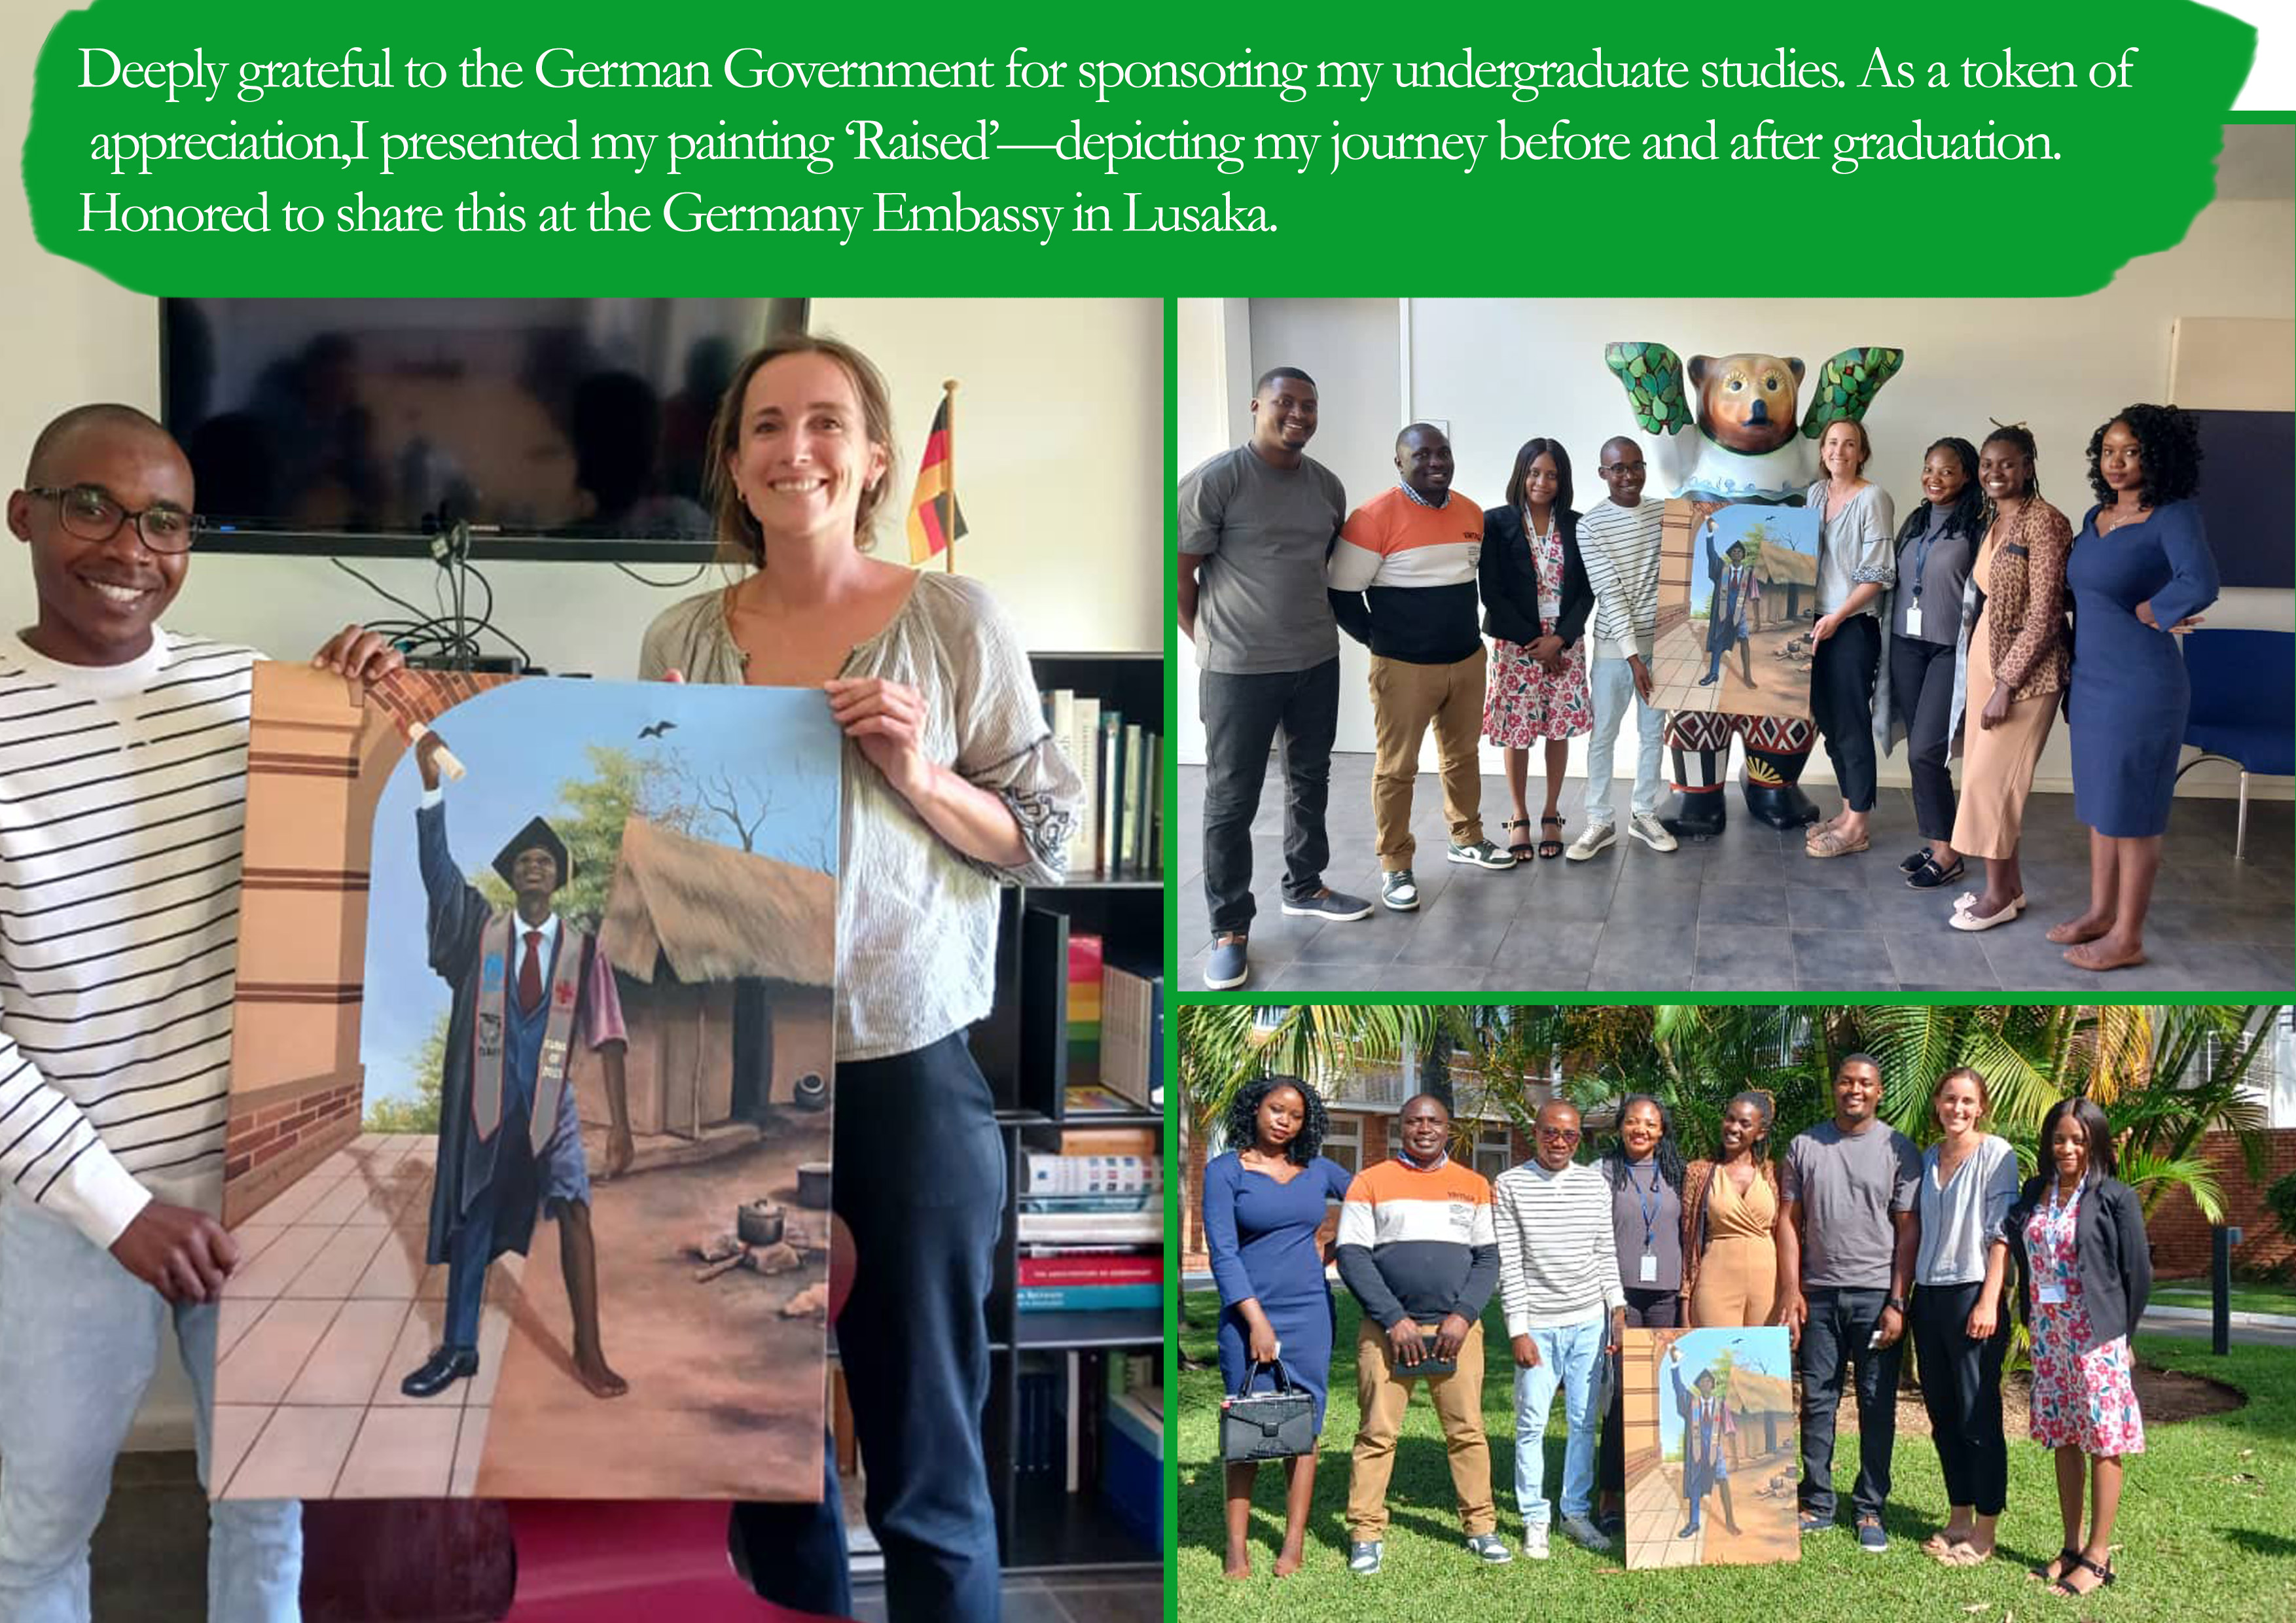 Deeply grateful to the German Government for sponsoring my undergraduate studies. As a token of
appreciation,I presented my painting ‘Raised’—depicting my journey before and after graduation.
Honored to share this at the Germany Embassy in Lusaka.